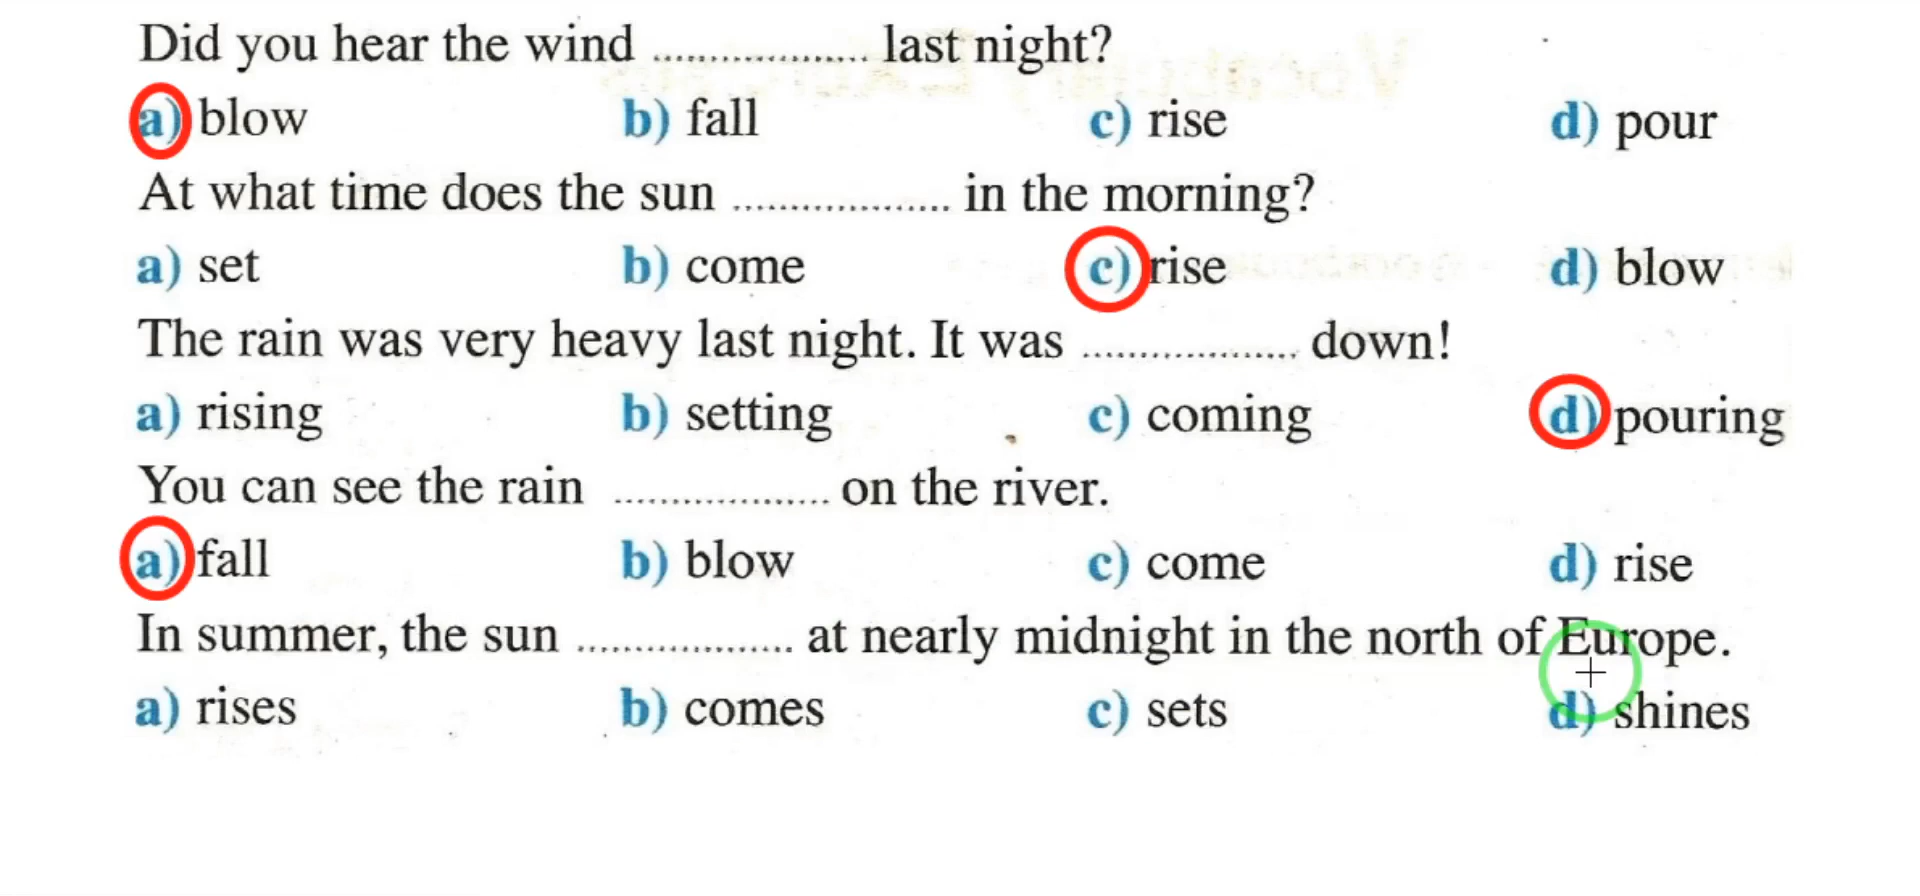 Did you hear the wind .................. last night?
a) blow b) fall c) rise d) pour
At what time does the sun .................. in the morning?
a) set b) come c) rise d) blow
The rain was very heavy last night. It was .................. down!
a) rising b) setting c) coming d) pouring
You can see the rain .................. on the river.
a) fall b) blow c) come d) rise
In summer, the sun .................. at nearly midnight in the north of Europe.
a) rises b) comes c) sets d) shines